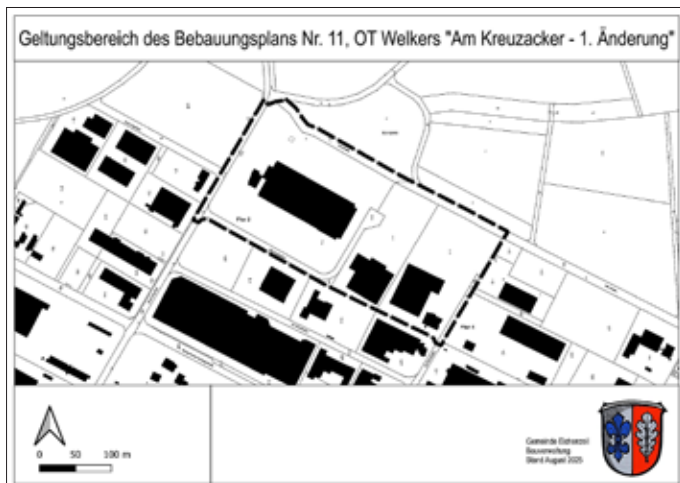 Geltungsbereich des Bebauungsplans Nr. 11, OT Welkers "Am Kreuzacker - 1. Änderung"
0 50 100 m
Gemeinde Eichenzell
Bauverwaltung
Stand August 2025